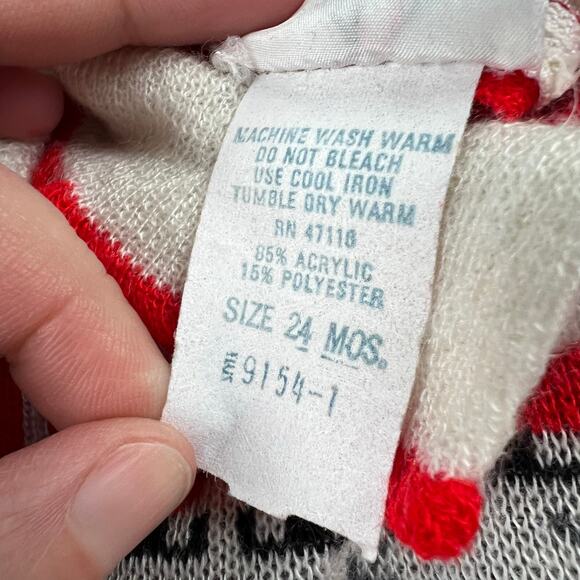 MACHINE WASH WARM
DO NOT BLEACH
USE COOL IRON
TUMBLE DRY WARM
RN 47110
85% ACRYLIC
15% POLYESTER
SIZE 24 MOS.
9154-1